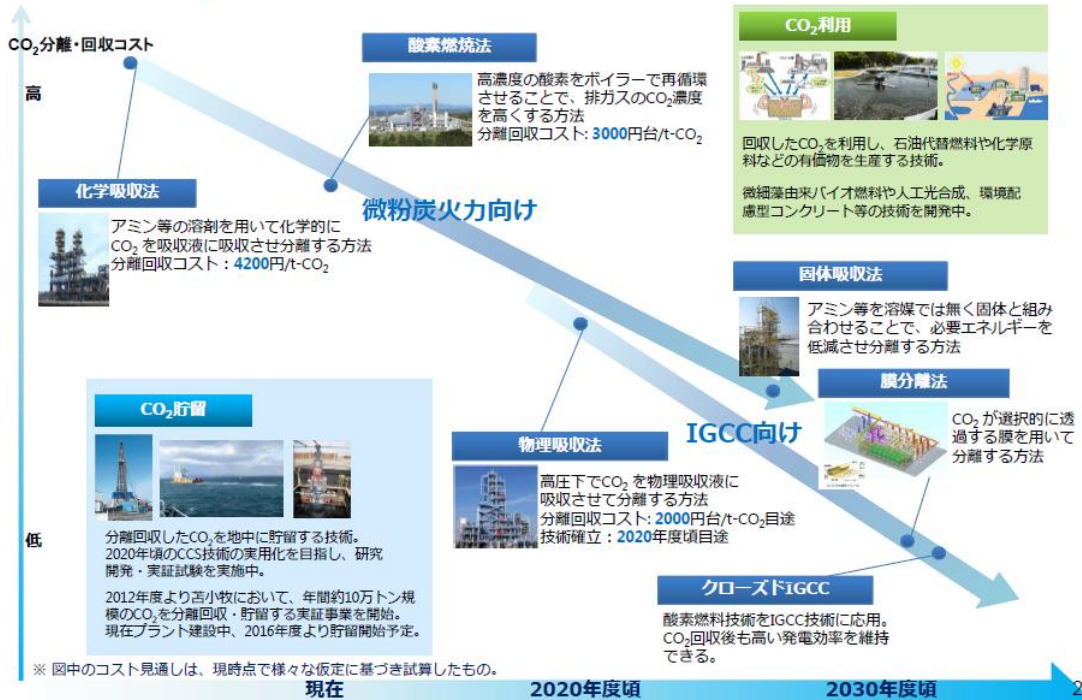 CO₂分離・回収コスト
高
低
酸素燃焼法
高濃度の酸素をボイラーで再循環
させることで、排ガスのCO₂濃度
を高くする方法
分離回収コスト: 3000円台/t-CO₂
CO₂利用
回収したCO₂を利用し、石油代替燃料や化学原
料などの有価物を生産する技術。
微細藻由来バイオ燃料や人工光合成、環境配
慮型コンクリート等の技術を開発中。
化学吸収法
アミン等の溶剤を用いて化学的に
CO₂ を吸収液に吸収させ分離する方法
分離回収コスト：4200円/t-CO₂
微粉炭火力向け
固体吸収法
アミン等を溶媒では無く固体と組み
合わせることで、必要エネルギーを
低減させ分離する方法
膜分離法
CO₂ が選択的に透
過する膜を用いて
分離する方法
IGCC向け
CO₂貯留
分離回収したCO₂を地中に貯留する技術。
2020年頃のCCS技術の実用化を目指し、研究
開発・実証試験を実施中。
2012年度より苫小牧において、年間約10万トン規
模のCO₂を分離回収・貯留する実証事業を開始。
現在プラント建設中、2016年度より貯留開始予定。
物理吸収法
高圧下でCO₂ を物理吸収液に
吸収させて分離する方法
分離回収コスト: 2000円台/t-CO₂目途
技術確立：2020年度頃目途
クローズドIGCC
酸素燃料技術をIGCC技術に応用。
CO₂回収後も高い発電効率を維持
できる。
※ 図中のコスト見通しは、現時点で様々な仮定に基づき試算したもの。
現在
2020年度頃
2030年度頃
2